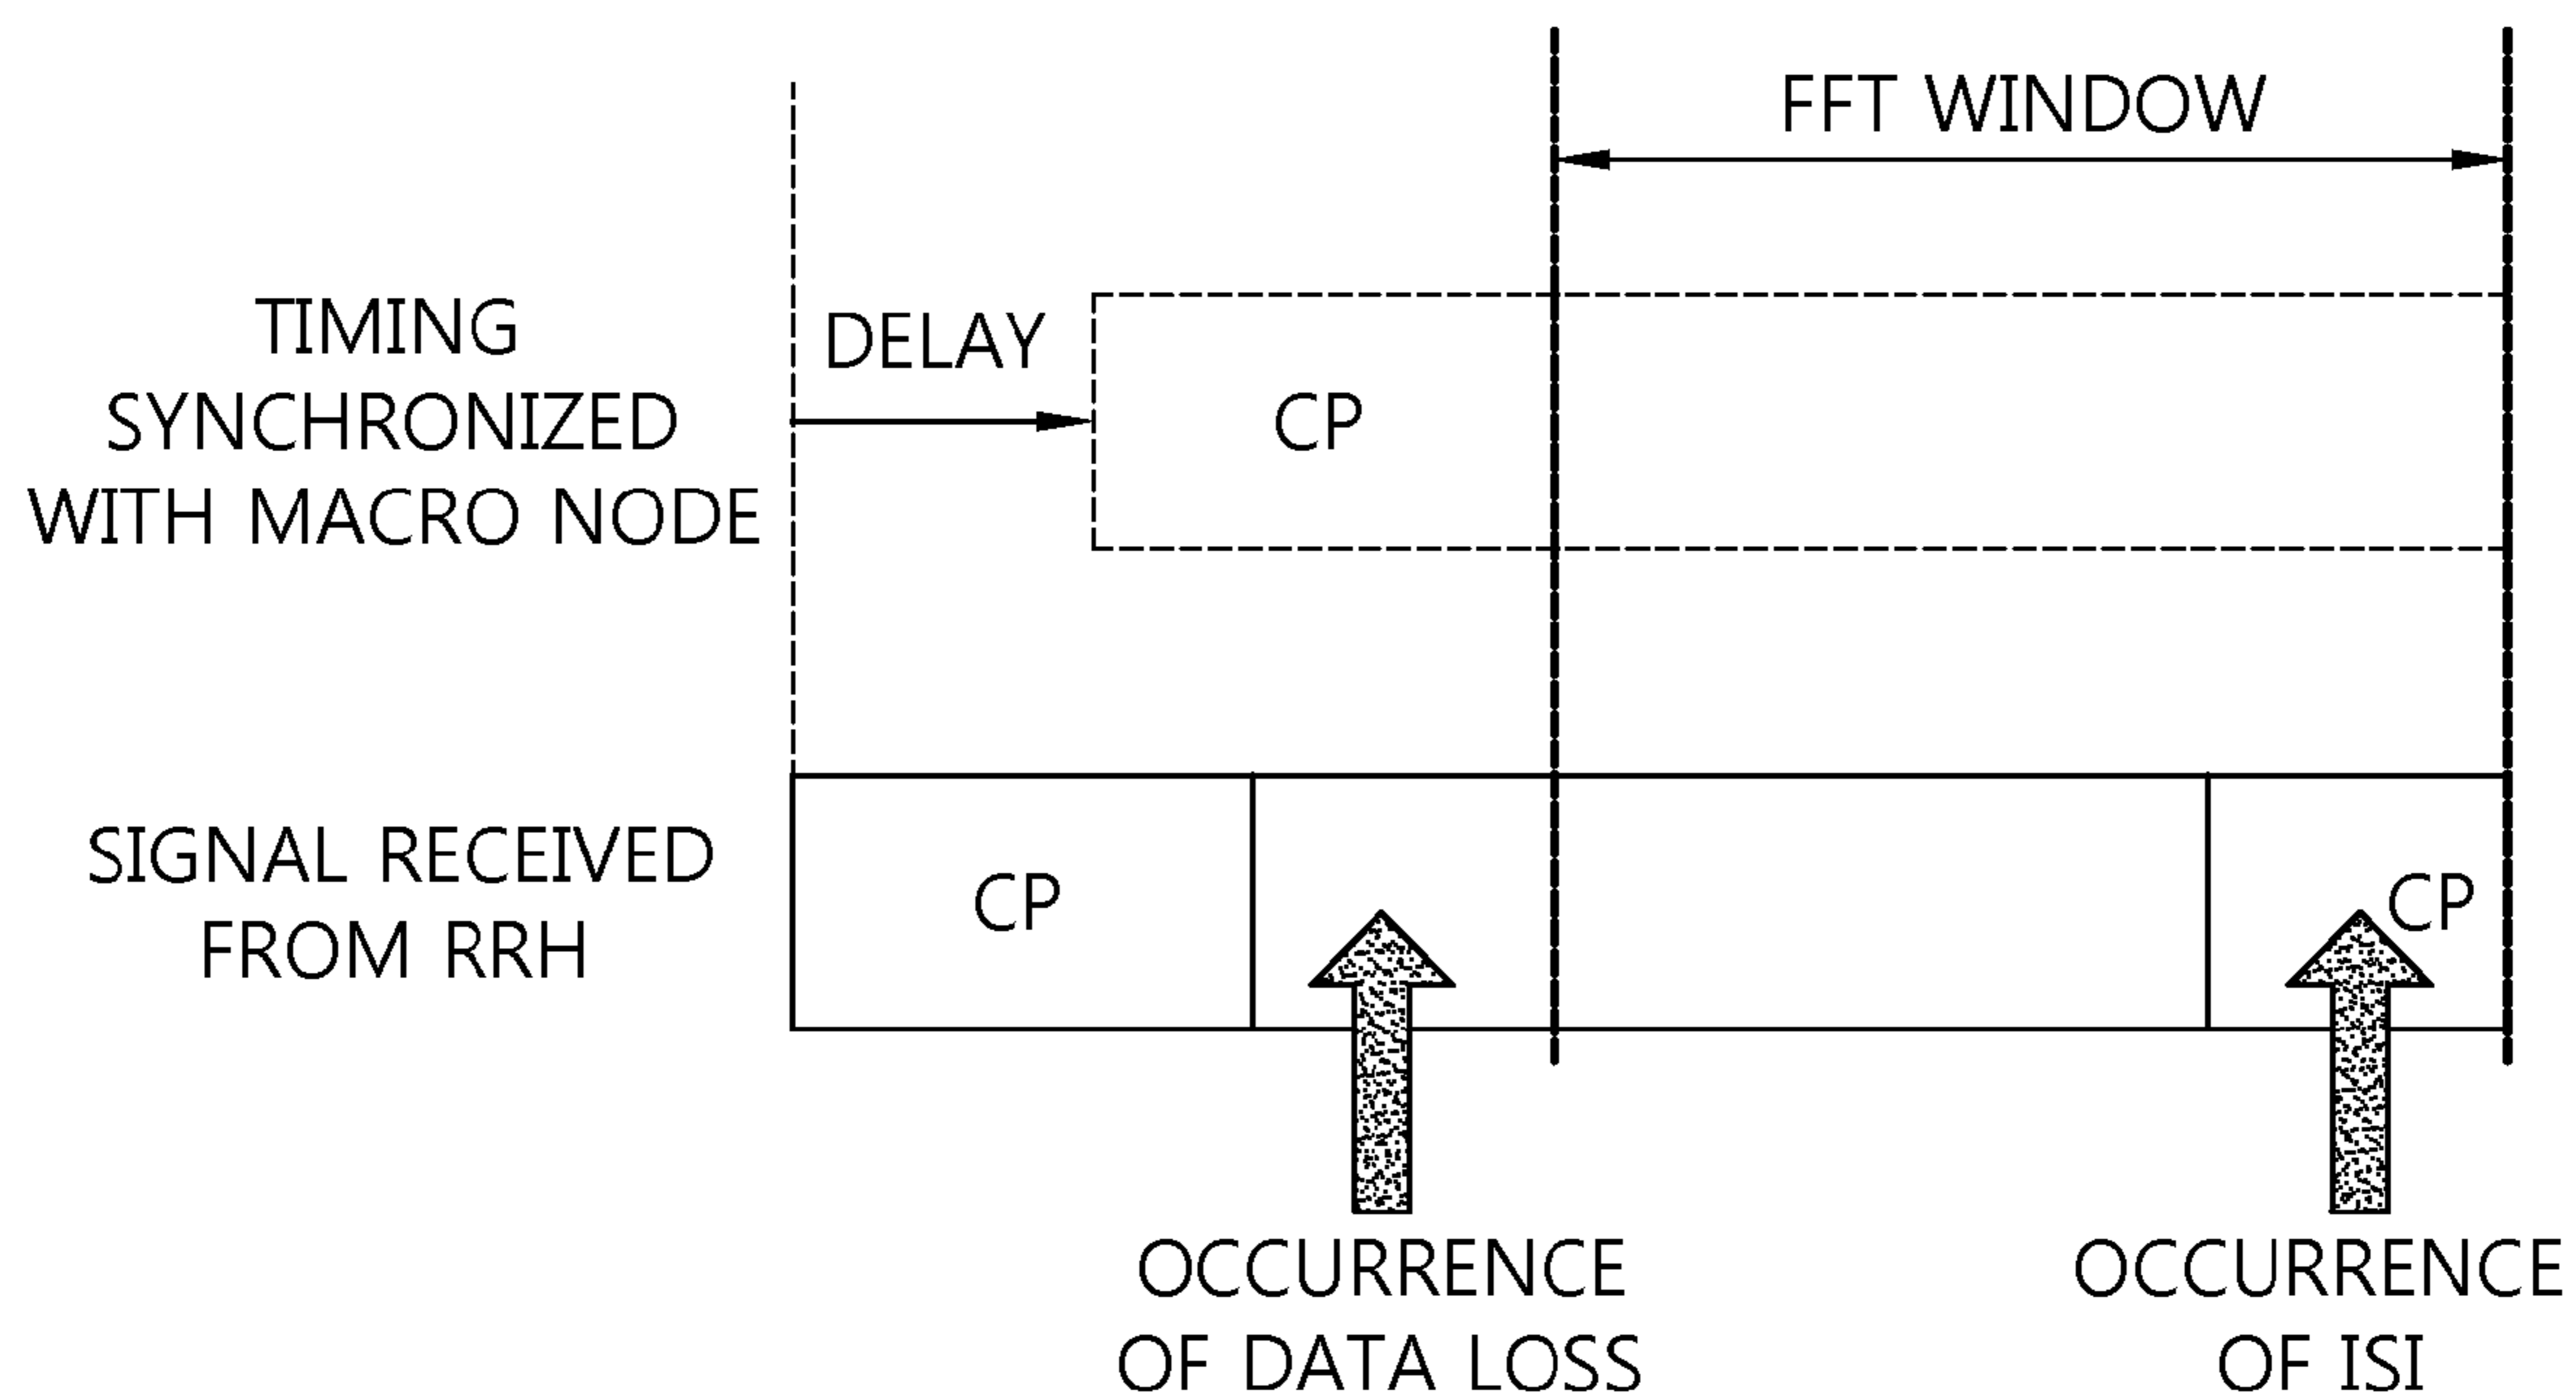 FFT WINDOW
TIMING
SYNCHRONIZED
WITH MACRO NODE
DELAY
CP
SIGNAL RECEIVED
FROM RRH
CP
CP
OCCURRENCE
OF DATA LOSS
OCCURRENCE
OF ISI